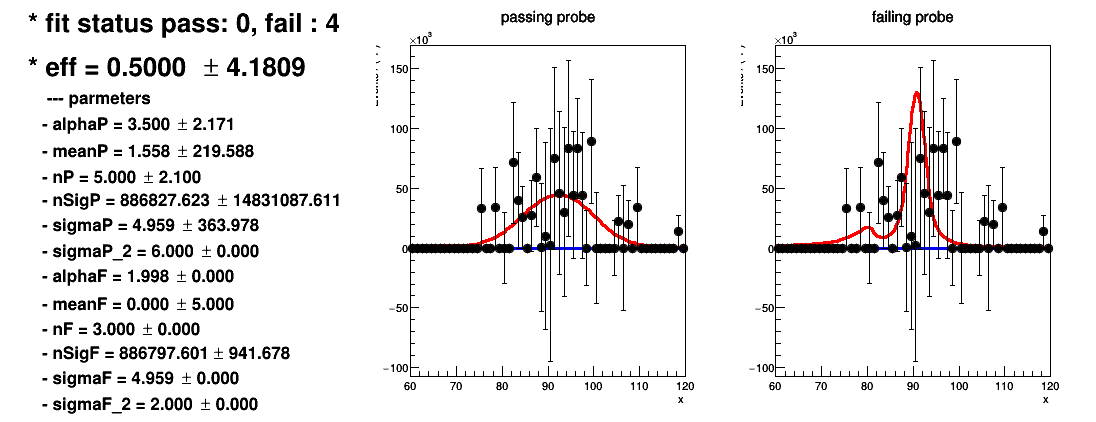 * fit status pass: 0, fail : 4
* eff = 0.5000 ± 4.1809
--- parmeters
- alphaP = 3.500 ± 2.171
- meanP = 1.558 ± 219.588
- nP = 5.000 ± 2.100
- nSigP = 886827.623 ± 14831087.611
- sigmaP = 4.959 ± 363.978
- sigmaP_2 = 6.000 ± 0.000
- alphaF = 1.998 ± 0.000
- meanF = 0.000 ± 5.000
- nF = 3.000 ± 0.000
- nSigF = 886797.601 ± 941.678
- sigmaF = 4.959 ± 0.000
- sigmaF_2 = 2.000 ± 0.000
passing probe
×10³
150
100
50
0
−50
−100
60 70 80 90 100 110 120
x
failing probe
×10³
150
100
50
0
−50
−100
60 70 80 90 100 110 120
x